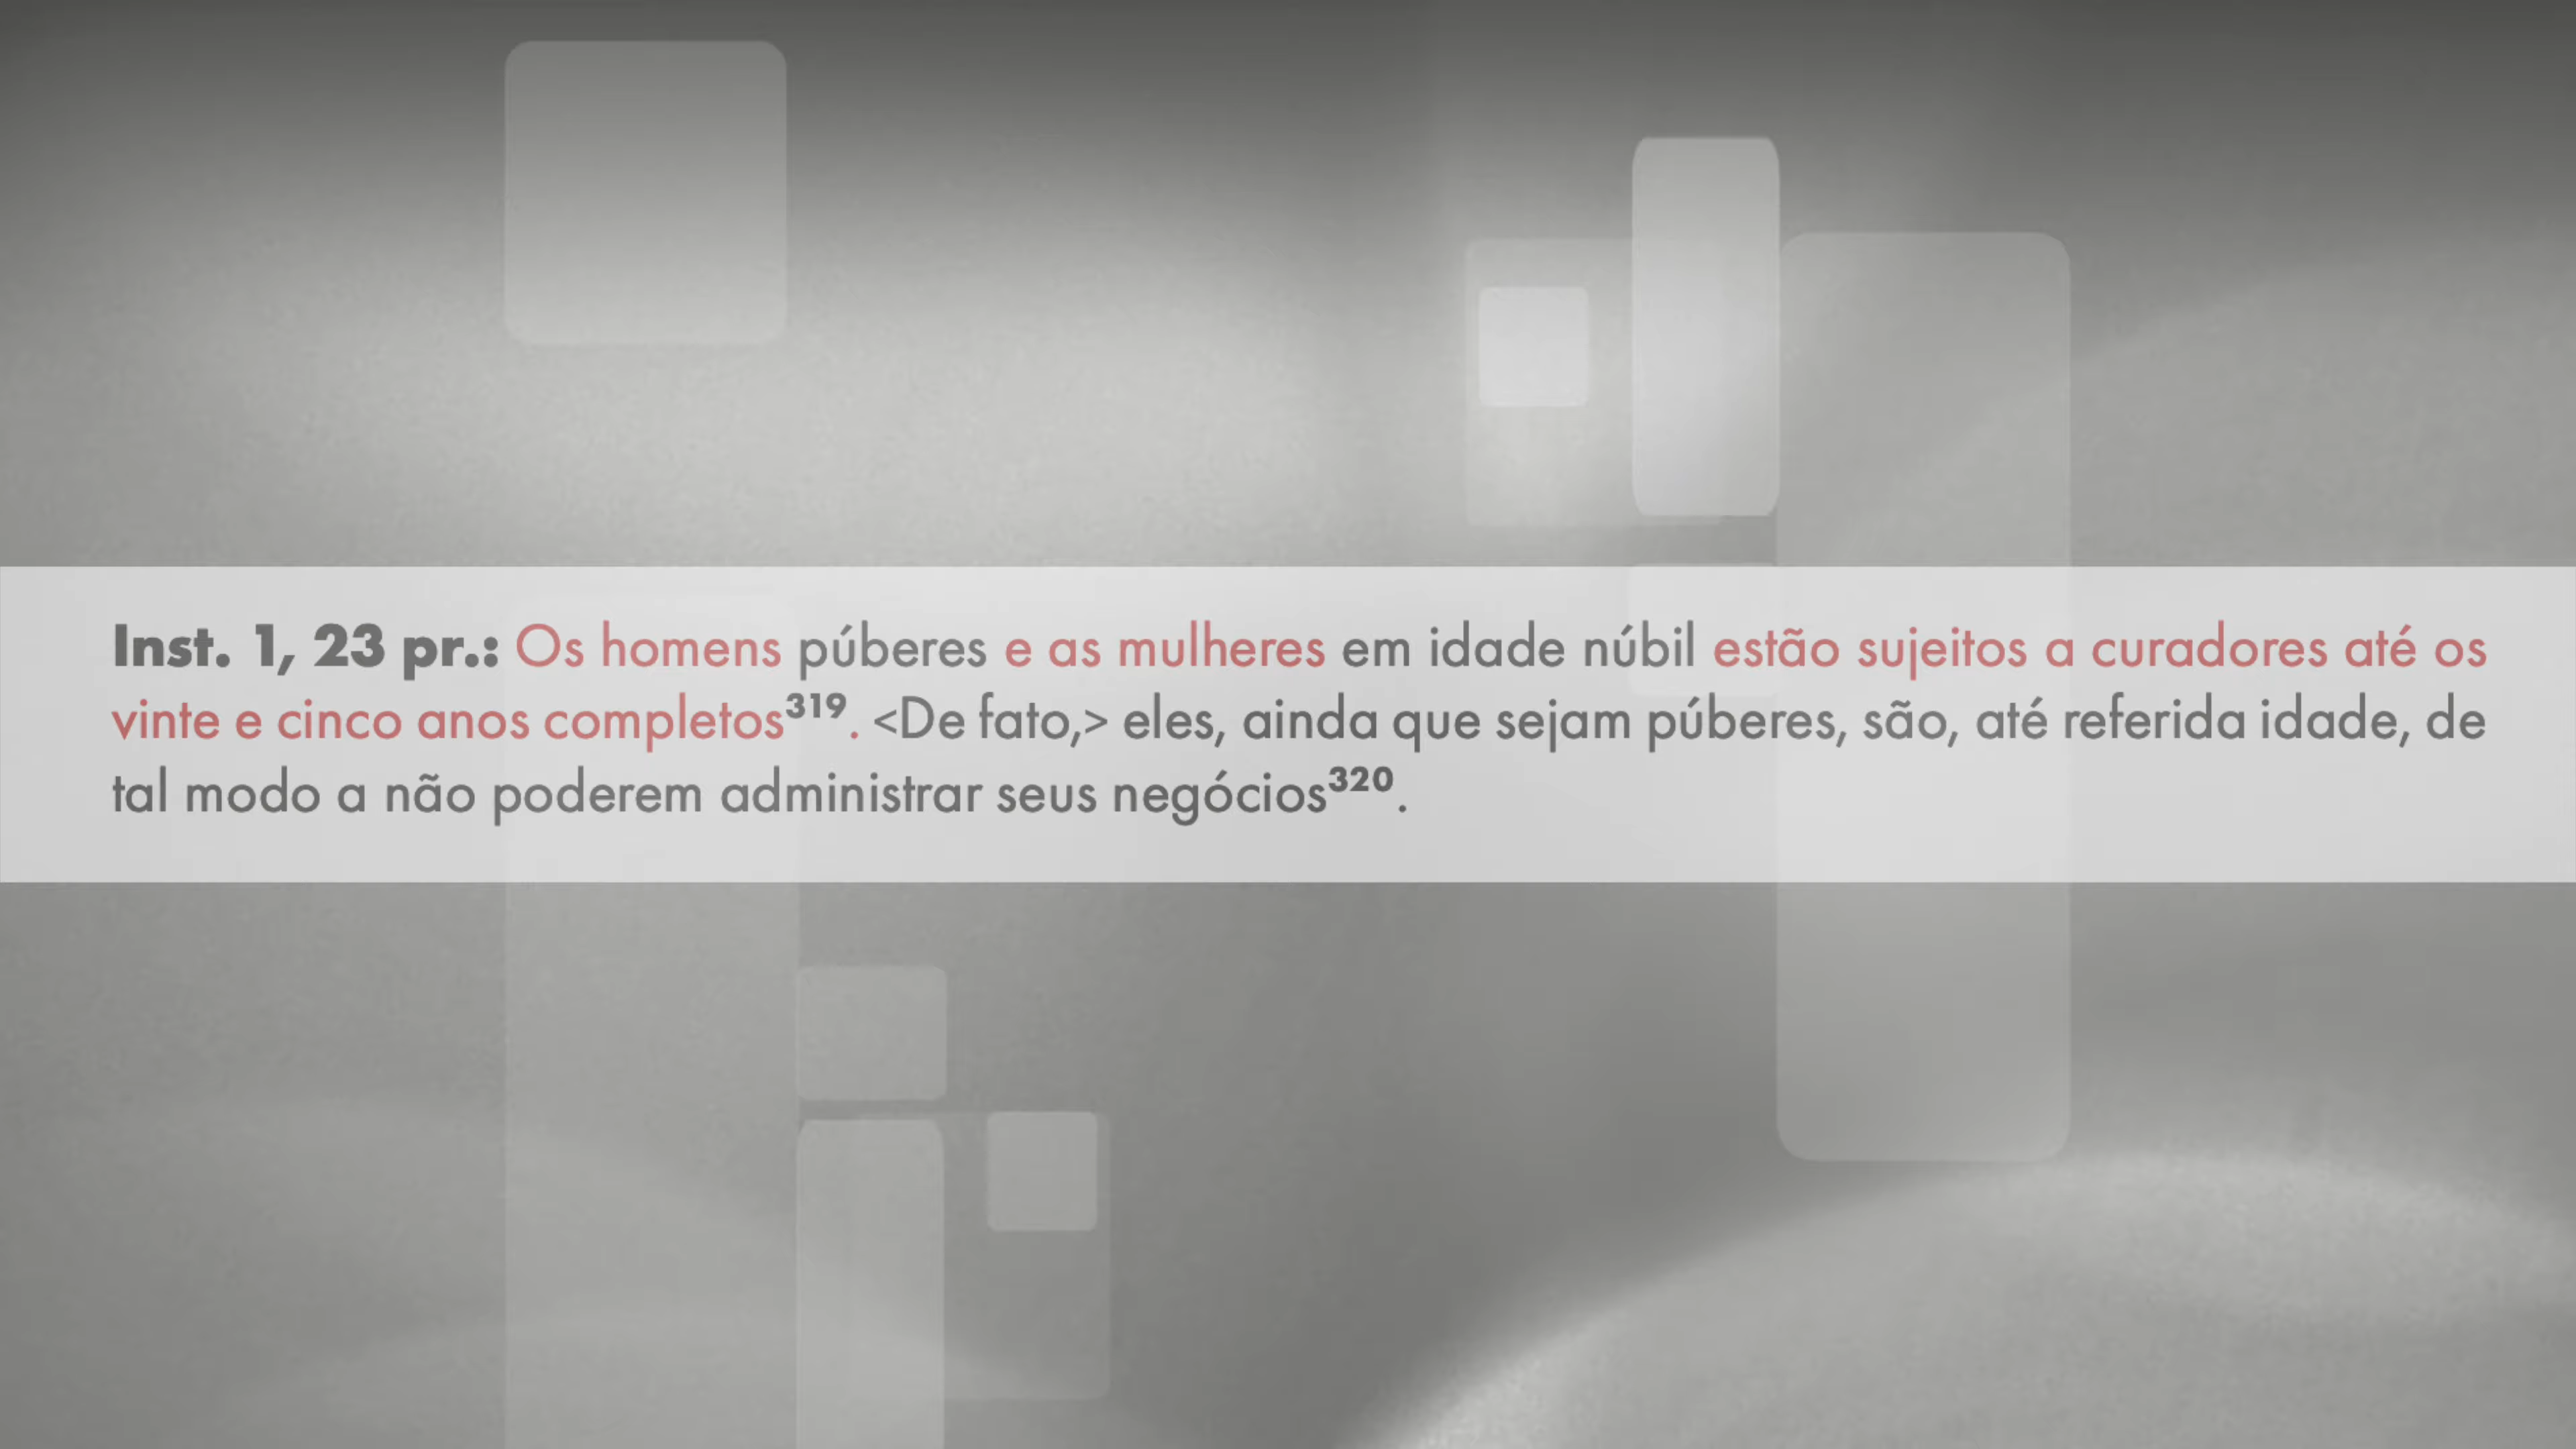 Inst. 1, 23 pr.: Os homens púberes e as mulheres em idade núbil estão sujeitos a curadores até os
vinte e cinco anos completos³¹⁹. <De fato,> eles, ainda que sejam púberes, são, até referida idade, de
tal modo a não poderem administrar seus negócios³²⁰.